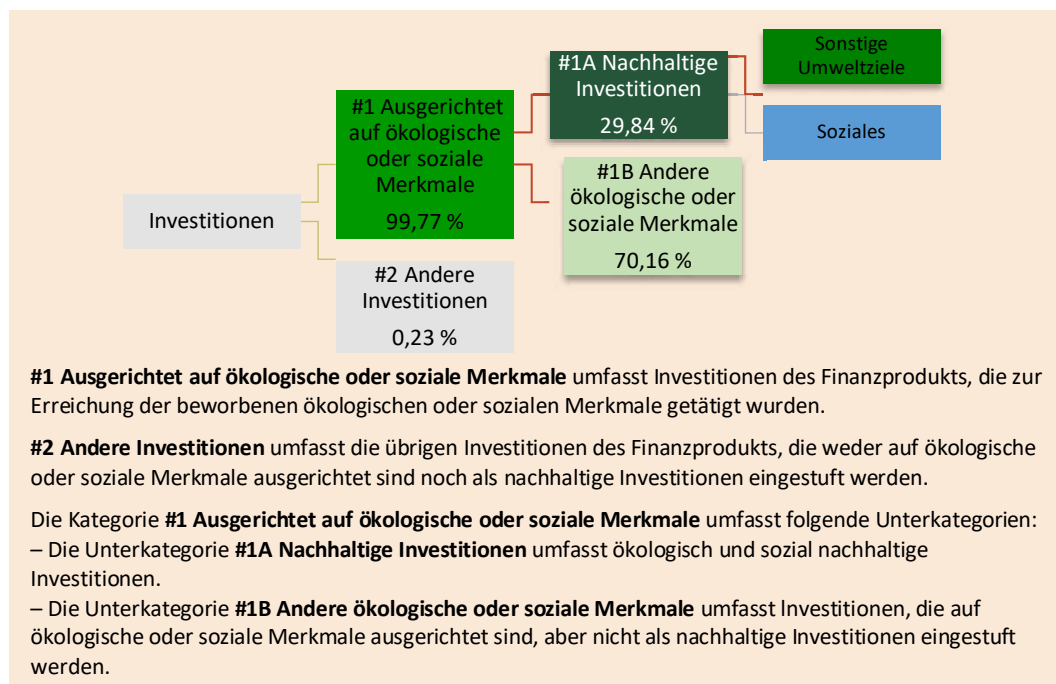 Sonstige
Umweltziele
#1A Nachhaltige
Investitionen
29,84 %
Soziales
#1 Ausgerichtet
auf ökologische
oder soziale
Merkmale
99,77 %
#1B Andere
ökologische oder
soziale Merkmale
70,16 %
Investitionen
#2 Andere
Investitionen
0,23 %
#1 Ausgerichtet auf ökologische oder soziale Merkmale umfasst Investitionen des Finanzprodukts, die zur
Erreichung der beworbenen ökologischen oder sozialen Merkmale getätigt wurden.
#2 Andere Investitionen umfasst die übrigen Investitionen des Finanzprodukts, die weder auf ökologische
oder soziale Merkmale ausgerichtet sind noch als nachhaltige Investitionen eingestuft werden.
Die Kategorie #1 Ausgerichtet auf ökologische oder soziale Merkmale umfasst folgende Unterkategorien:
– Die Unterkategorie #1A Nachhaltige Investitionen umfasst ökologisch und sozial nachhaltige
Investitionen.
– Die Unterkategorie #1B Andere ökologische oder soziale Merkmale umfasst Investitionen, die auf
ökologische oder soziale Merkmale ausgerichtet sind, aber nicht als nachhaltige Investitionen eingestuft
werden.